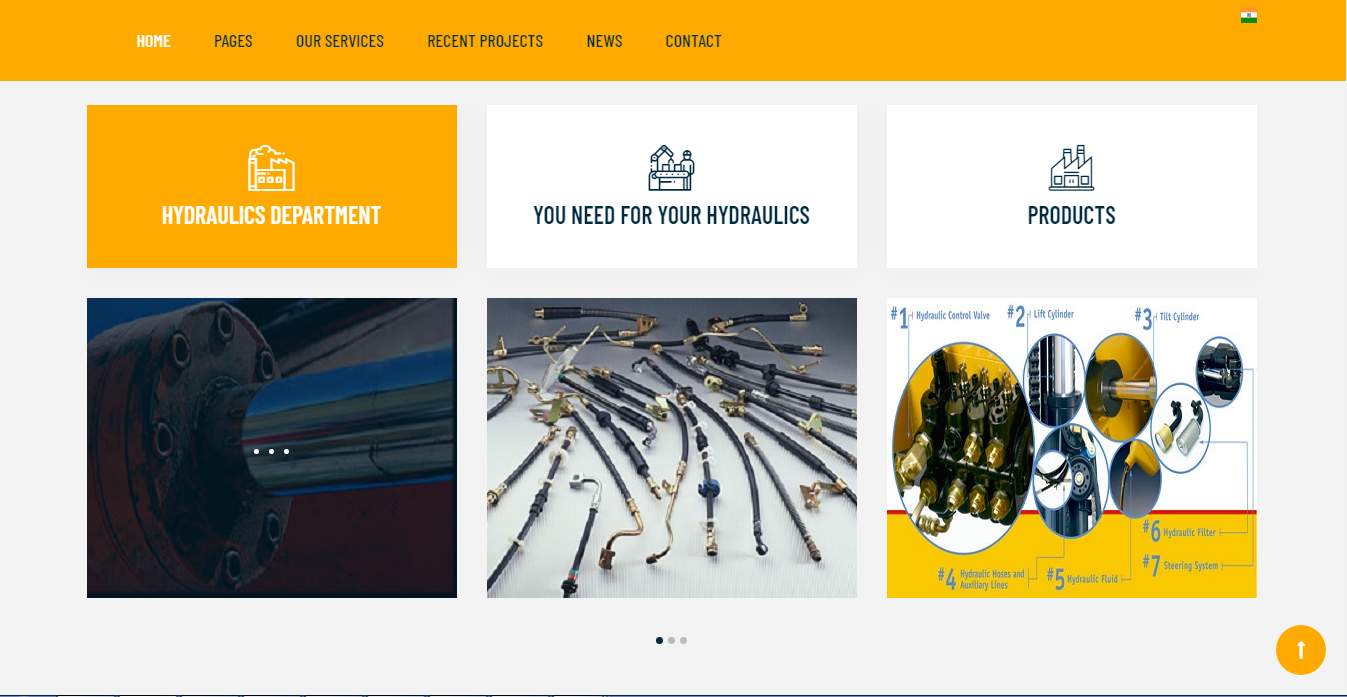 HOME PAGES OUR SERVICES RECENT PROJECTS NEWS CONTACT
HYDRAULICS DEPARTMENT
YOU NEED FOR YOUR HYDRAULICS
PRODUCTS
#1 Hydraulic Control Valve
#2 Lift Cylinder
#3 Tilt Cylinder
#6 Hydraulic Filter
#4 Hydraulic Hoses and
Auxiliary Lines
#5 Hydraulic Fluid
#7 Steering System